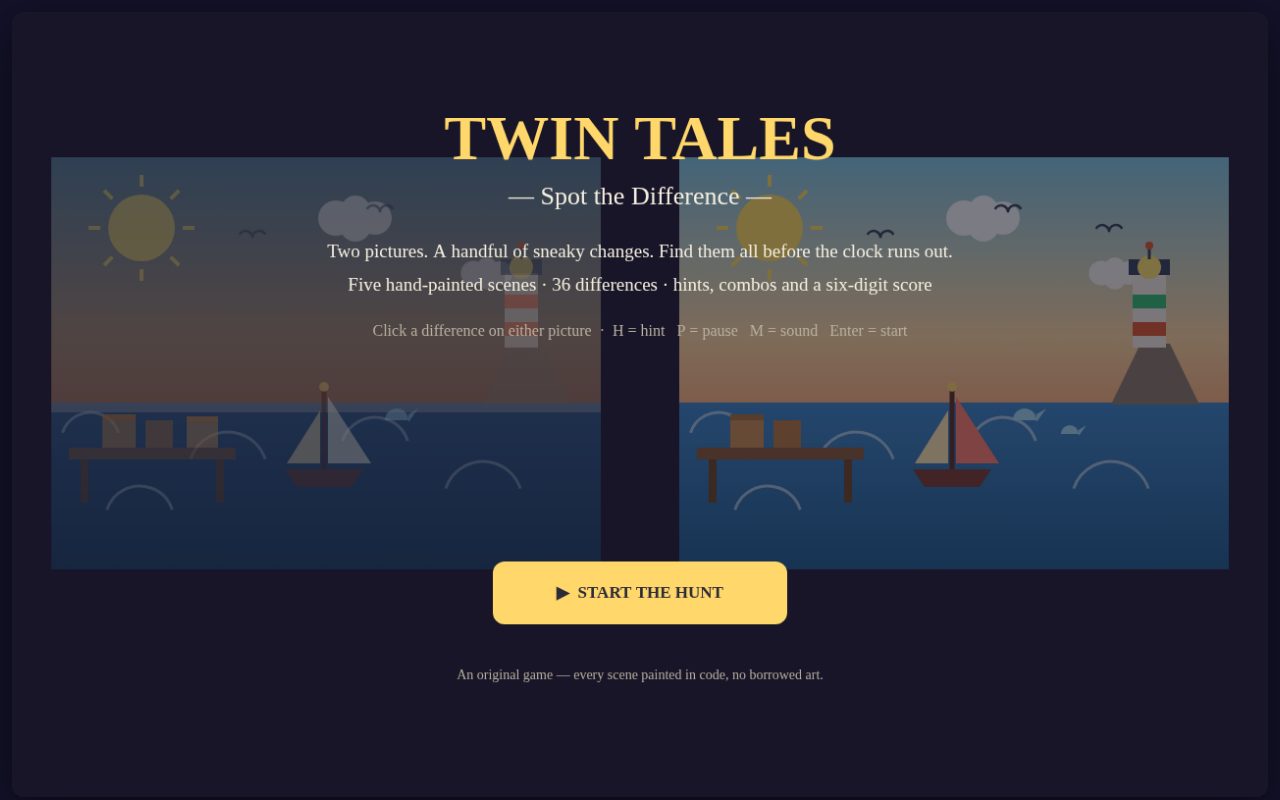 TWIN TALES
— Spot the Difference —
Two pictures. A handful of sneaky changes. Find them all before the clock runs out.
Five hand-painted scenes · 36 differences · hints, combos and a six-digit score
Click a difference on either picture · H = hint P = pause M = sound Enter = start
▶ START THE HUNT
An original game — every scene painted in code, no borrowed art.